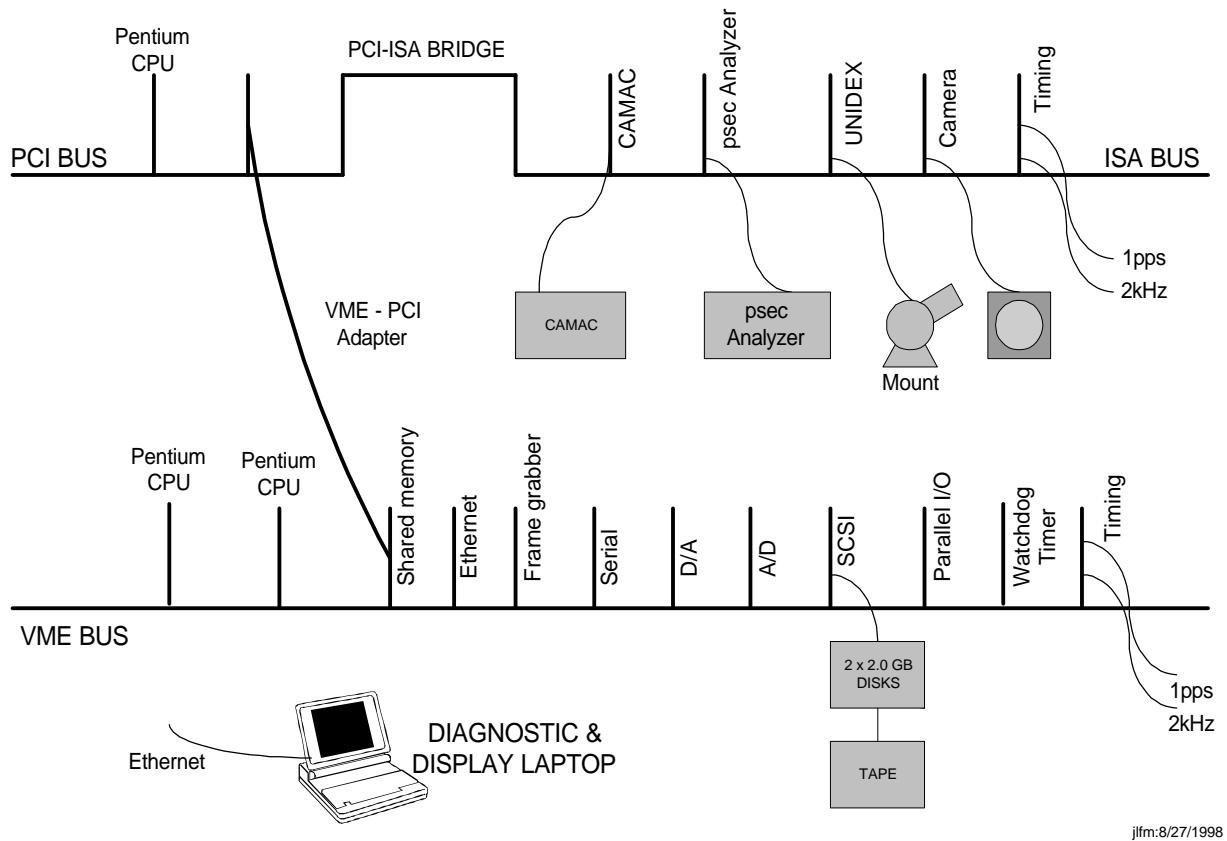 Pentium
CPU
PCI-ISA BRIDGE
CAMAC
psec Analyzer
UNIDEX
Camera
Timing
PCI BUS
ISA BUS
1pps
2kHz
VME - PCI
Adapter
CAMAC
psec
Analyzer
Mount
Pentium
CPU
Pentium
CPU
Shared memory
Ethernet
Frame grabber
Serial
D/A
A/D
SCSI
Parallel I/O
Watchdog
Timer
Timing
VME BUS
2 x 2.0 GB
DISKS
1pps
2kHz
Ethernet
DIAGNOSTIC &
DISPLAY LAPTOP
TAPE
jlfm:8/27/1998